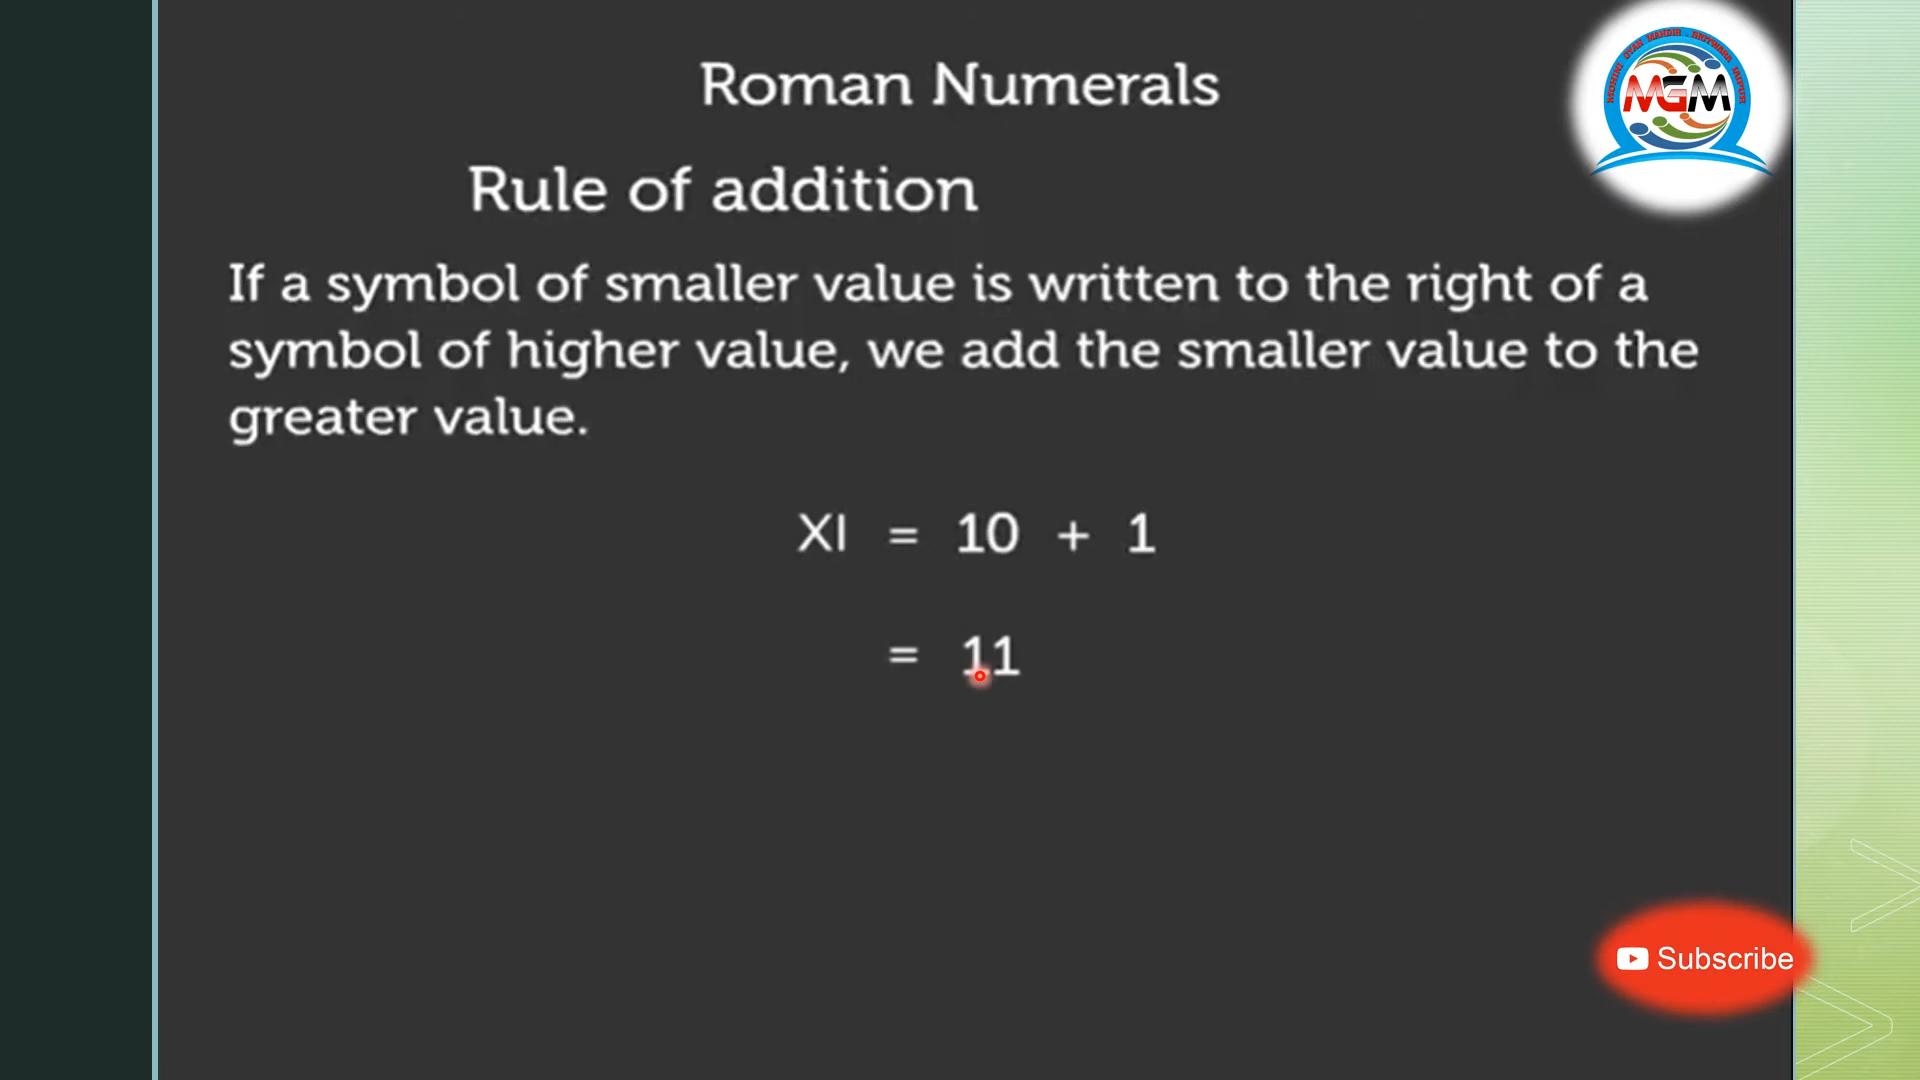 Roman Numerals
Rule of addition
If a symbol of smaller value is written to the right of a
symbol of higher value, we add the smaller value to the
greater value.
XI = 10 + 1
= 11
MGM
Subscribe